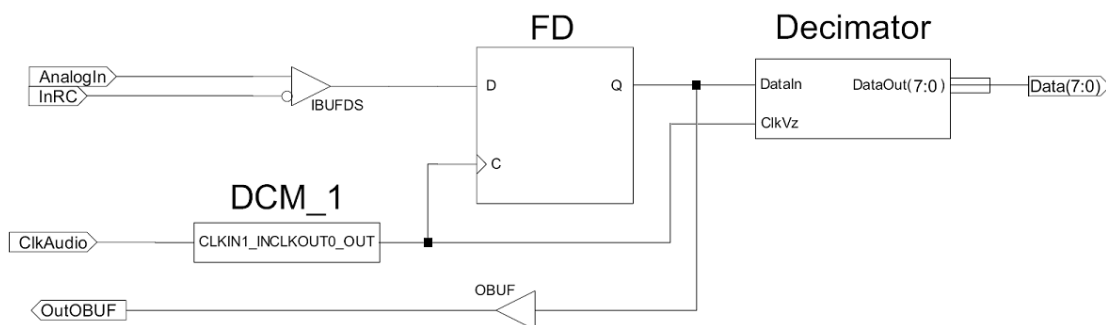 FD
Decimator
AnalogIn
InRC
IBUFDS
D
Q
DataIn
DataOut(7:0)
Data(7:0)
ClkVz
C
DCM_1
ClkAudio
CLKIN1_INCLKOUT0_OUT
OBUF
OutOBUF